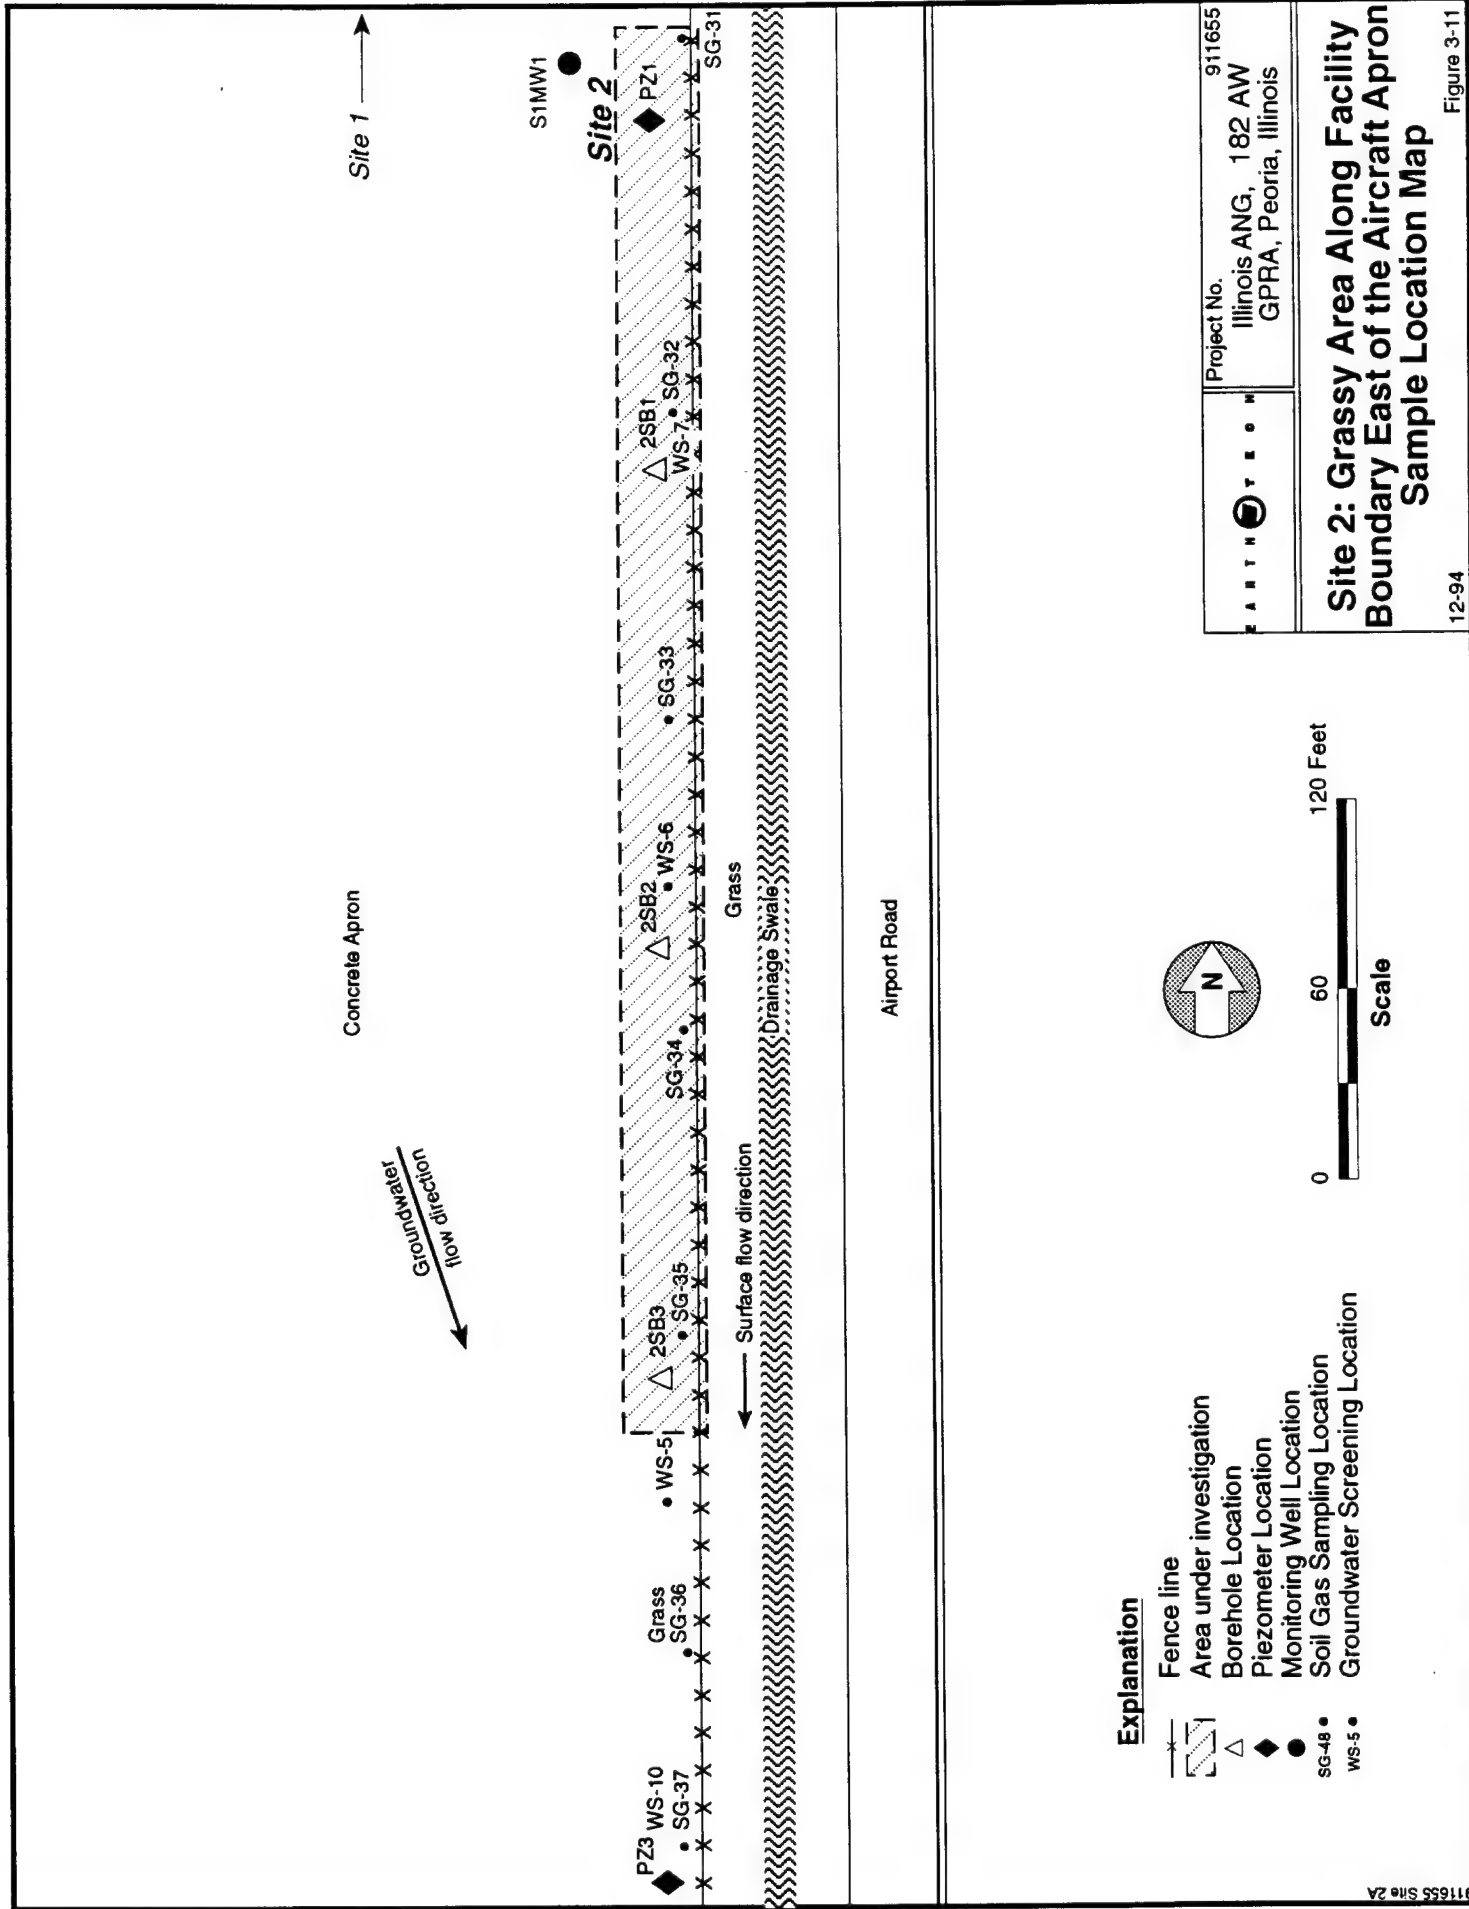 Site 1
S1MW1
Site 2
PZ1
SG-31
Concrete Apron
2SB1
SG-32
WS-7
SG-33
2SB2
WS-6
SG-34
Groundwater
flow direction
2SB3
SG-35
WS-5
Grass
SG-36
PZ3
WS-10
SG-37
Grass
Surface flow direction
Drainage Swale
Airport Road
N
0 60 120 Feet
Scale
Explanation
Fence line
Area under investigation
Borehole Location
Piezometer Location
Monitoring Well Location
SG-48 Soil Gas Sampling Location
WS-5 Groundwater Screening Location
EARTH TECH
Project No. 911655
Illinois ANG, 182 AW
GPRA, Peoria, Illinois
Site 2: Grassy Area Along Facility
Boundary East of the Aircraft Apron
Sample Location Map
12-94 Figure 3-11
911655 Site 2A